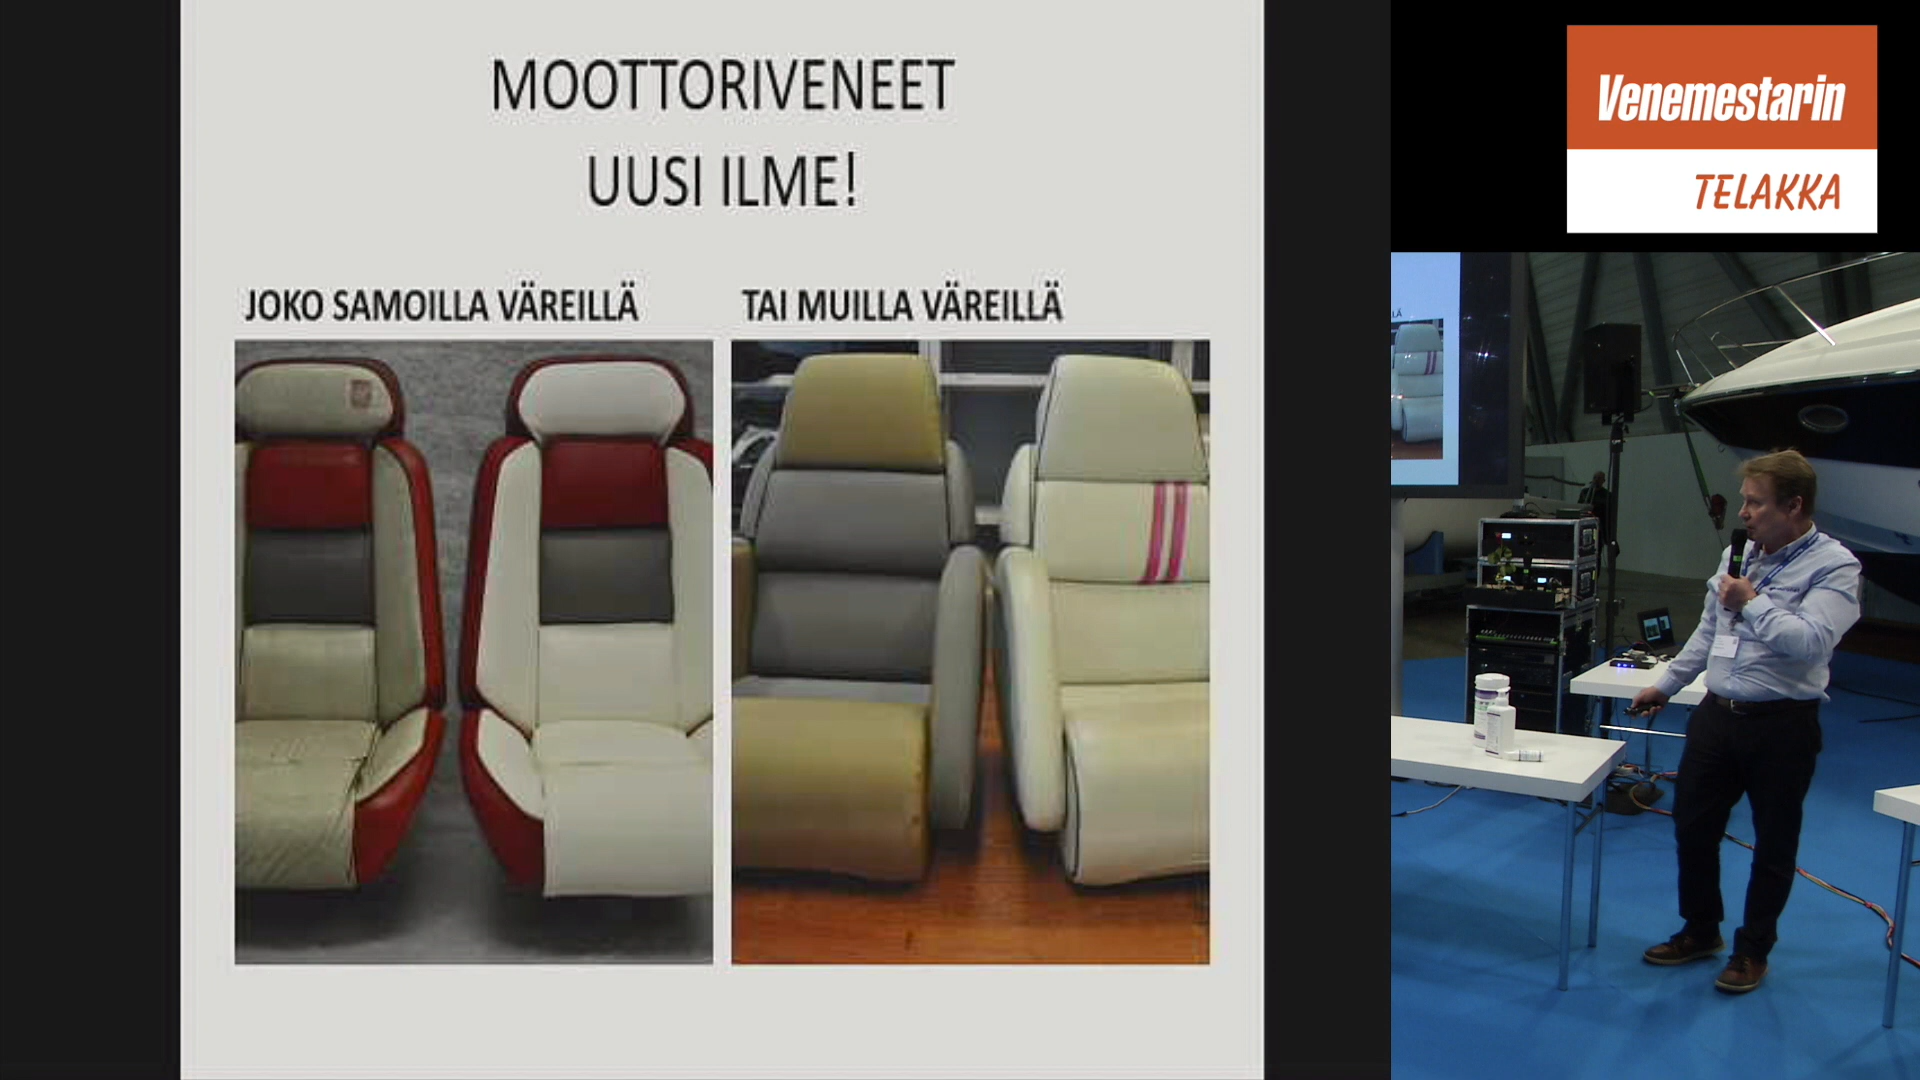 MOOTTORIVENEET
UUSI ILME!
JOKO SAMOILLA VÄREILLÄ
TAI MUILLA VÄREILLÄ
Venemestarin
TELAKKA